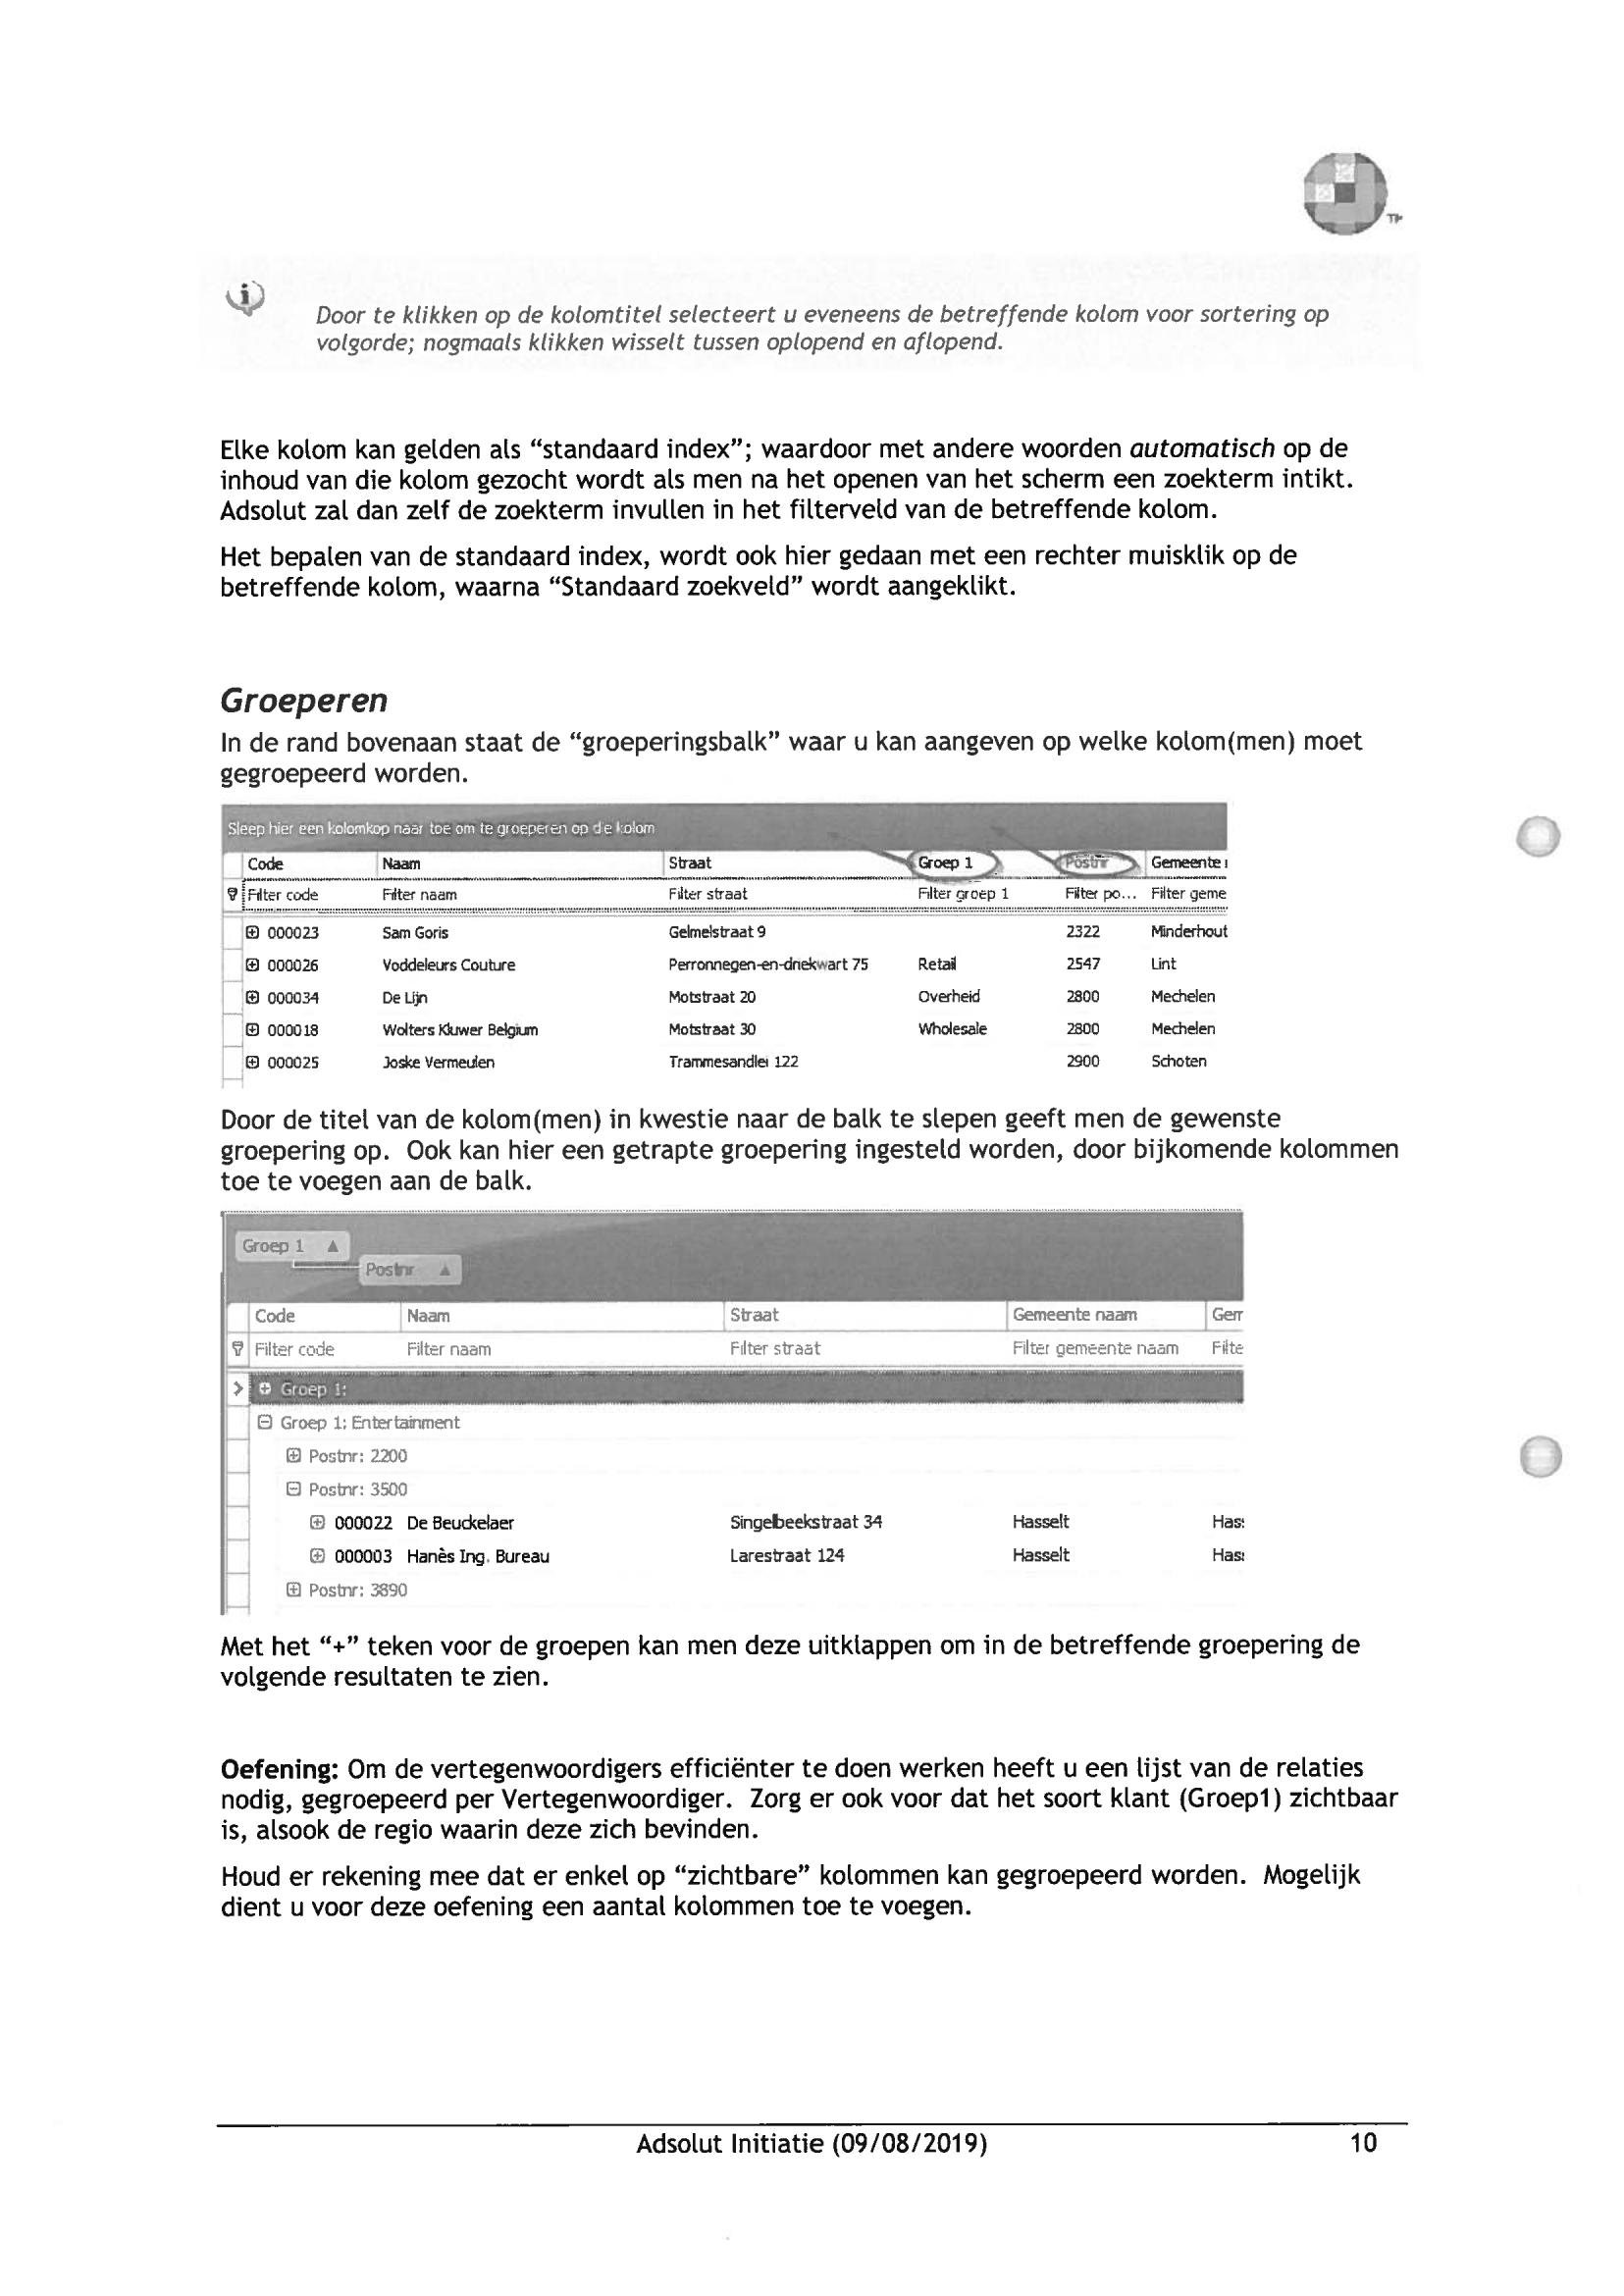 Door te klikken op de kolomtitel selecteert u eveneens de betreffende kolom voor sortering op
volgorde; nogmaals klikken wisselt tussen oplopend en aflopend.
Elke kolom kan gelden als “standaard index”; waardoor met andere woorden automatisch op de
inhoud van die kolom gezocht wordt als men na het openen van het scherm een zoekterm intikt.
Adsolut zal dan zelf de zoekterm invullen in het filterveld van de betreffende kolom.
Het bepalen van de standaard index, wordt ook hier gedaan met een rechter muisklik op de
betreffende kolom, waarna “Standaard zoekveld” wordt aangeklikt.
Groeperen
In de rand bovenaan staat de “groeperingsbalk” waar u kan aangeven op welke kolom(men) moet
gegroepeerd worden.
Sleep hier een kolomkop naar toe om te groeperen op de kolom
Code Naam Straat Groep 1 Postnr Gemeente
Filter code Filter naam Filter straat Filter groep 1 Filter po... Filter geme
000023 Sam Goris Gelmelstraat 9 2322 Minderhout
000026 Voddeleurs Couture Perronnegen-en-driekwart 75 Retail 2547 Lint
000034 De Lijn Motstraat 20 Overheid 2800 Mechelen
000018 Wolters Kluwer Belgium Motstraat 30 Wholesale 2800 Mechelen
000025 Joske Vermeulen Trammesandlei 122 2900 Schoten
Door de titel van de kolom(men) in kwestie naar de balk te slepen geeft men de gewenste
groepering op. Ook kan hier een getrapte groepering ingesteld worden, door bijkomende kolommen
toe te voegen aan de balk.
Groep 1
Postnr
Code Naam Straat Gemeente naam Gem
Filter code Filter naam Filter straat Filter gemeente naam Filte
Groep 1:
Groep 1: Entertainment
Postnr: 2200
Postnr: 3500
000022 De Beuckelaer Singelbeekstraat 34 Hasselt Has
000003 Hanès Ing. Bureau Larestraat 124 Hasselt Has
Postnr: 3890
Met het “+” teken voor de groepen kan men deze uitklappen om in de betreffende groepering de
volgende resultaten te zien.
Oefening: Om de vertegenwoordigers efficiënter te doen werken heeft u een lijst van de relaties
nodig, gegroepeerd per Vertegenwoordiger. Zorg er ook voor dat het soort klant (Groep1) zichtbaar
is, alsook de regio waarin deze zich bevinden.
Houd er rekening mee dat er enkel op “zichtbare” kolommen kan gegroepeerd worden. Mogelijk
dient u voor deze oefening een aantal kolommen toe te voegen.
Adsolut Initiatie (09/08/2019) 10